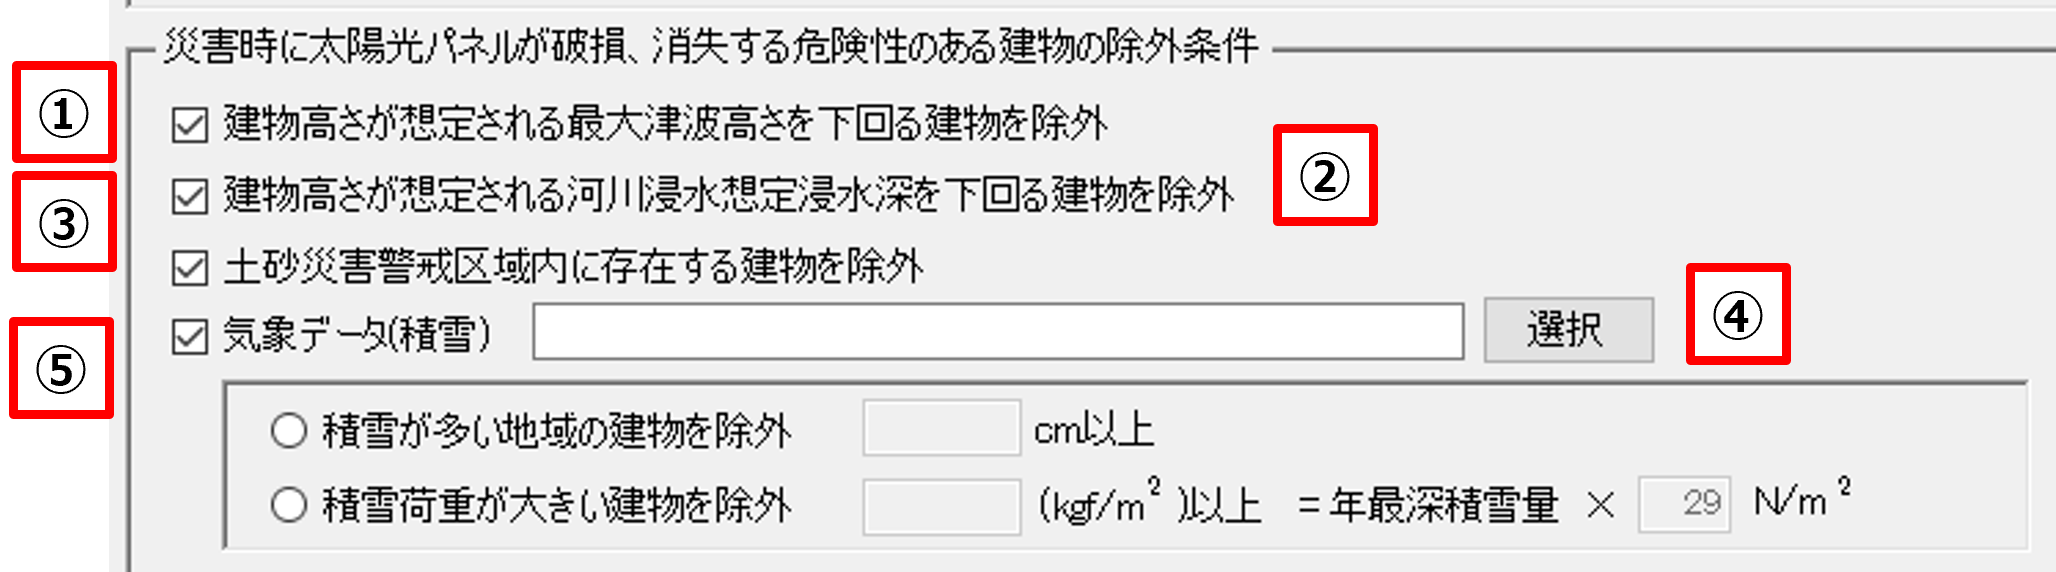 災害時に太陽光パネルが破損、消失する危険性のある建物の除外条件
①
建物高さが想定される最大津波高さを下回る建物を除外
②
建物高さが想定される河川浸水想定浸水深を下回る建物を除外
③
土砂災害警戒区域内に存在する建物を除外
④
気象データ(積雪) 選択
⑤
積雪が多い地域の建物を除外 cm以上
積雪荷重が大きい建物を除外 (kgf/m²)以上 = 年最深積雪量 × 29 N/m²